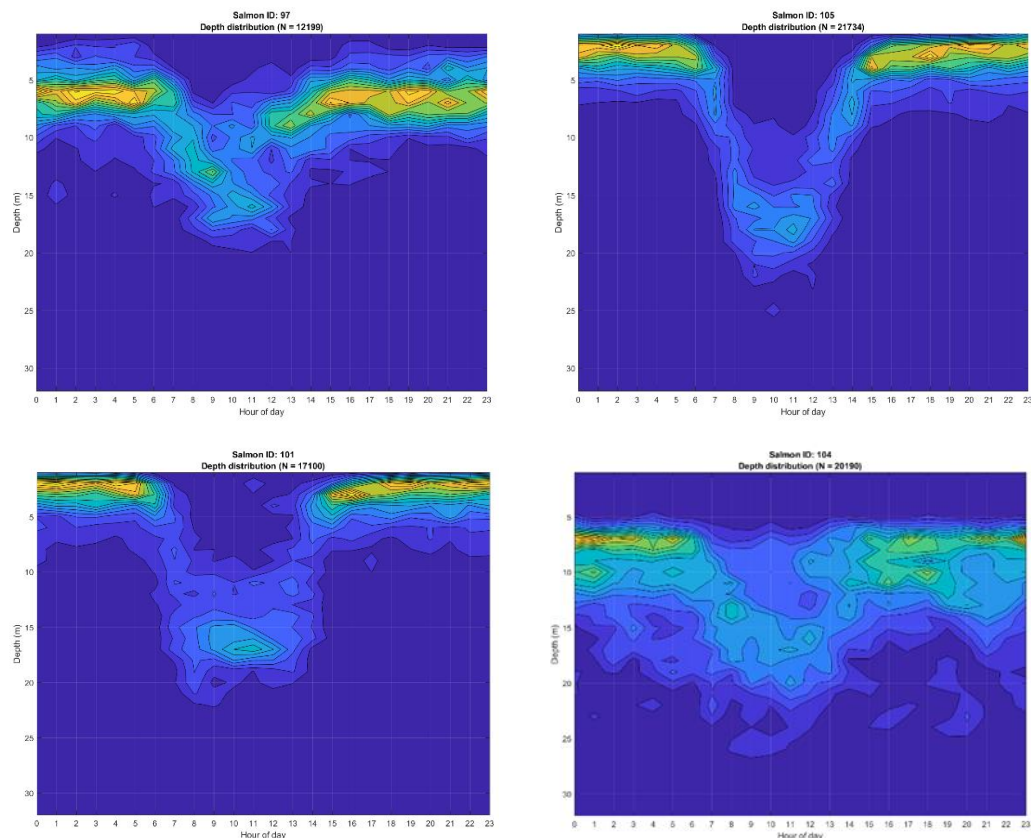 Salmon ID: 97
Depth distribution (N = 12199)
5
10
15
20
25
30
Depth (m)
0 1 2 3 4 5 6 7 8 9 10 11 12 13 14 15 16 17 18 19 20 21 22 23
Hour of day
Salmon ID: 105
Depth distribution (N = 21734)
5
10
15
20
25
30
Depth (m)
0 1 2 3 4 5 6 7 8 9 10 11 12 13 14 15 16 17 18 19 20 21 22 23
Hour of day
Salmon ID: 101
Depth distribution (N = 17100)
5
10
15
20
25
30
Depth (m)
0 1 2 3 4 5 6 7 8 9 10 11 12 13 14 15 16 17 18 19 20 21 22 23
Hour of day
Salmon ID: 104
Depth distribution (N = 20190)
5
10
15
20
25
30
Depth (m)
0 1 2 3 4 5 6 7 8 9 10 11 12 13 14 15 16 17 18 19 20 21 22 23
Hour of day